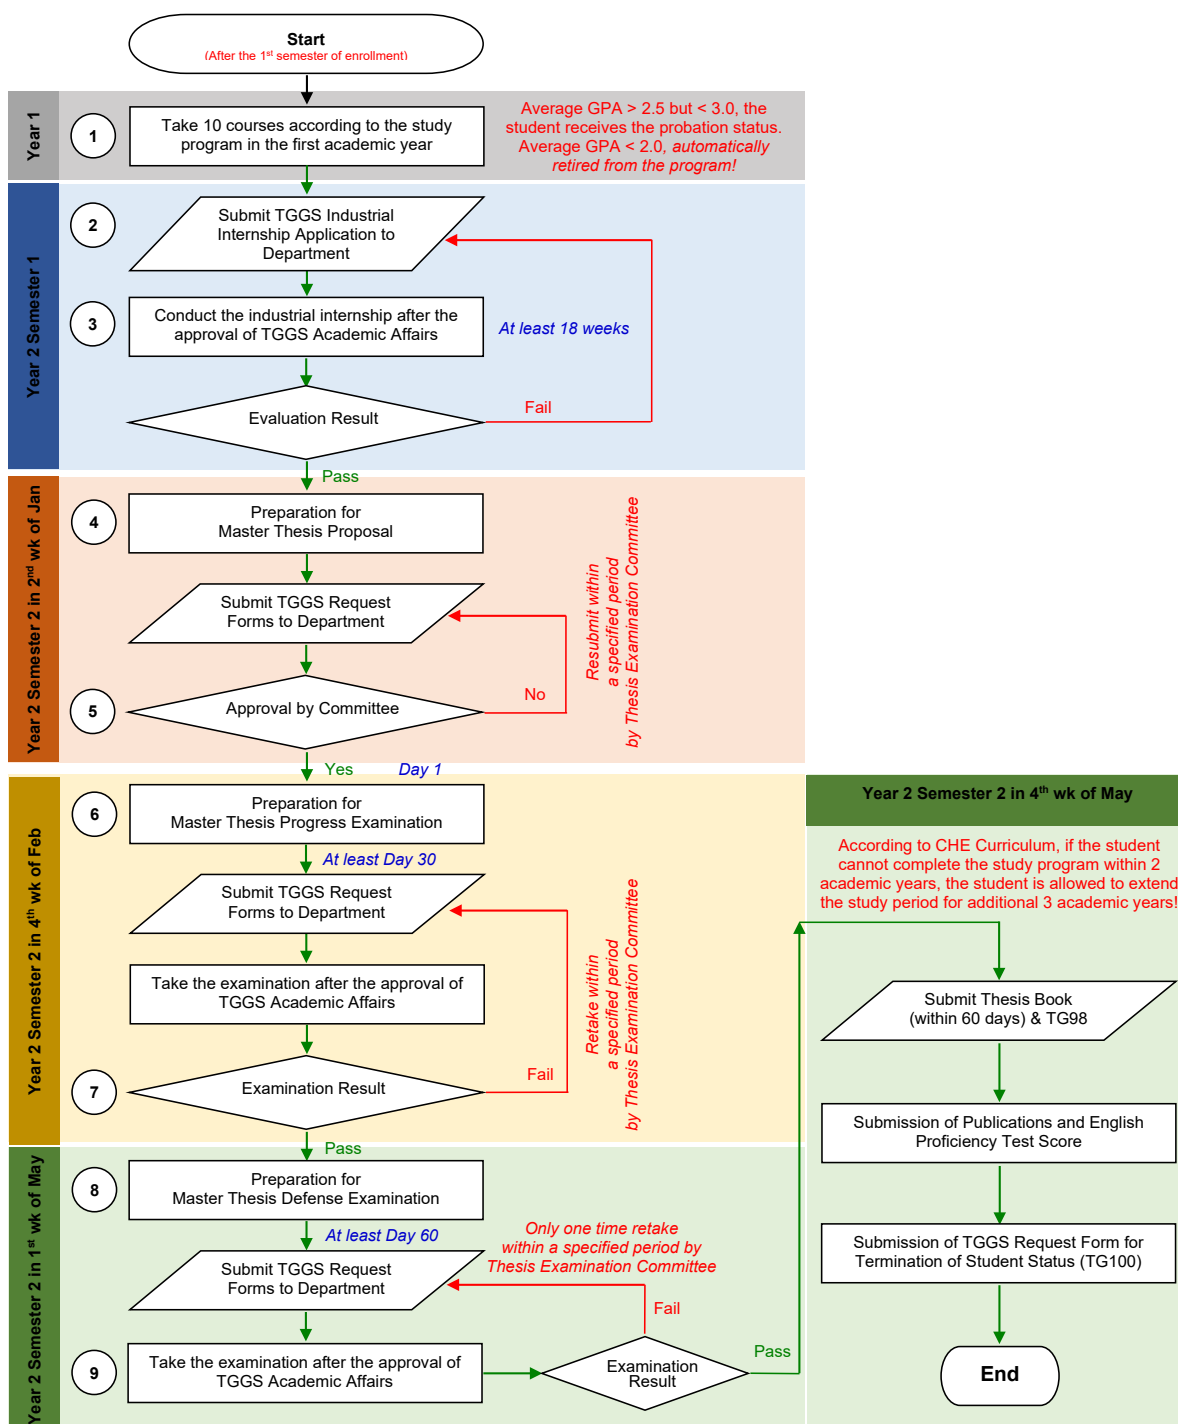 Start
(After the 1st semester of enrollment)
Year 1
1
Take 10 courses according to the study
program in the first academic year
Average GPA > 2.5 but < 3.0, the
student receives the probation status.
Average GPA < 2.0, automatically
retired from the program!
Year 2 Semester 1
2
Submit TGGS Industrial
Internship Application to
Department
3
Conduct the industrial internship after the
approval of TGGS Academic Affairs
At least 18 weeks
Evaluation Result
Fail
Pass
Year 2 Semester 2 in 2nd wk of Jan
4
Preparation for
Master Thesis Proposal
Submit TGGS Request
Forms to Department
Resubmit within
a specified period
by Thesis Examination Committee
5
Approval by Committee
No
Yes
Day 1
Year 2 Semester 2 in 4th wk of Feb
6
Preparation for
Master Thesis Progress Examination
At least Day 30
Submit TGGS Request
Forms to Department
Take the examination after the approval of
TGGS Academic Affairs
Retake within
a specified period
by Thesis Examination Committee
7
Examination Result
Fail
Pass
Year 2 Semester 2 in 1st wk of May
8
Preparation for
Master Thesis Defense Examination
At least Day 60
Only one time retake
within a specified period by
Thesis Examination Committee
Submit TGGS Request
Forms to Department
Fail
9
Take the examination after the approval of
TGGS Academic Affairs
Examination
Result
Pass
Year 2 Semester 2 in 4th wk of May
According to CHE Curriculum, if the student
cannot complete the study program within 2
academic years, the student is allowed to extend
the study period for additional 3 academic years!
Submit Thesis Book
(within 60 days) & TG98
Submission of Publications and English
Proficiency Test Score
Submission of TGGS Request Form for
Termination of Student Status (TG100)
End